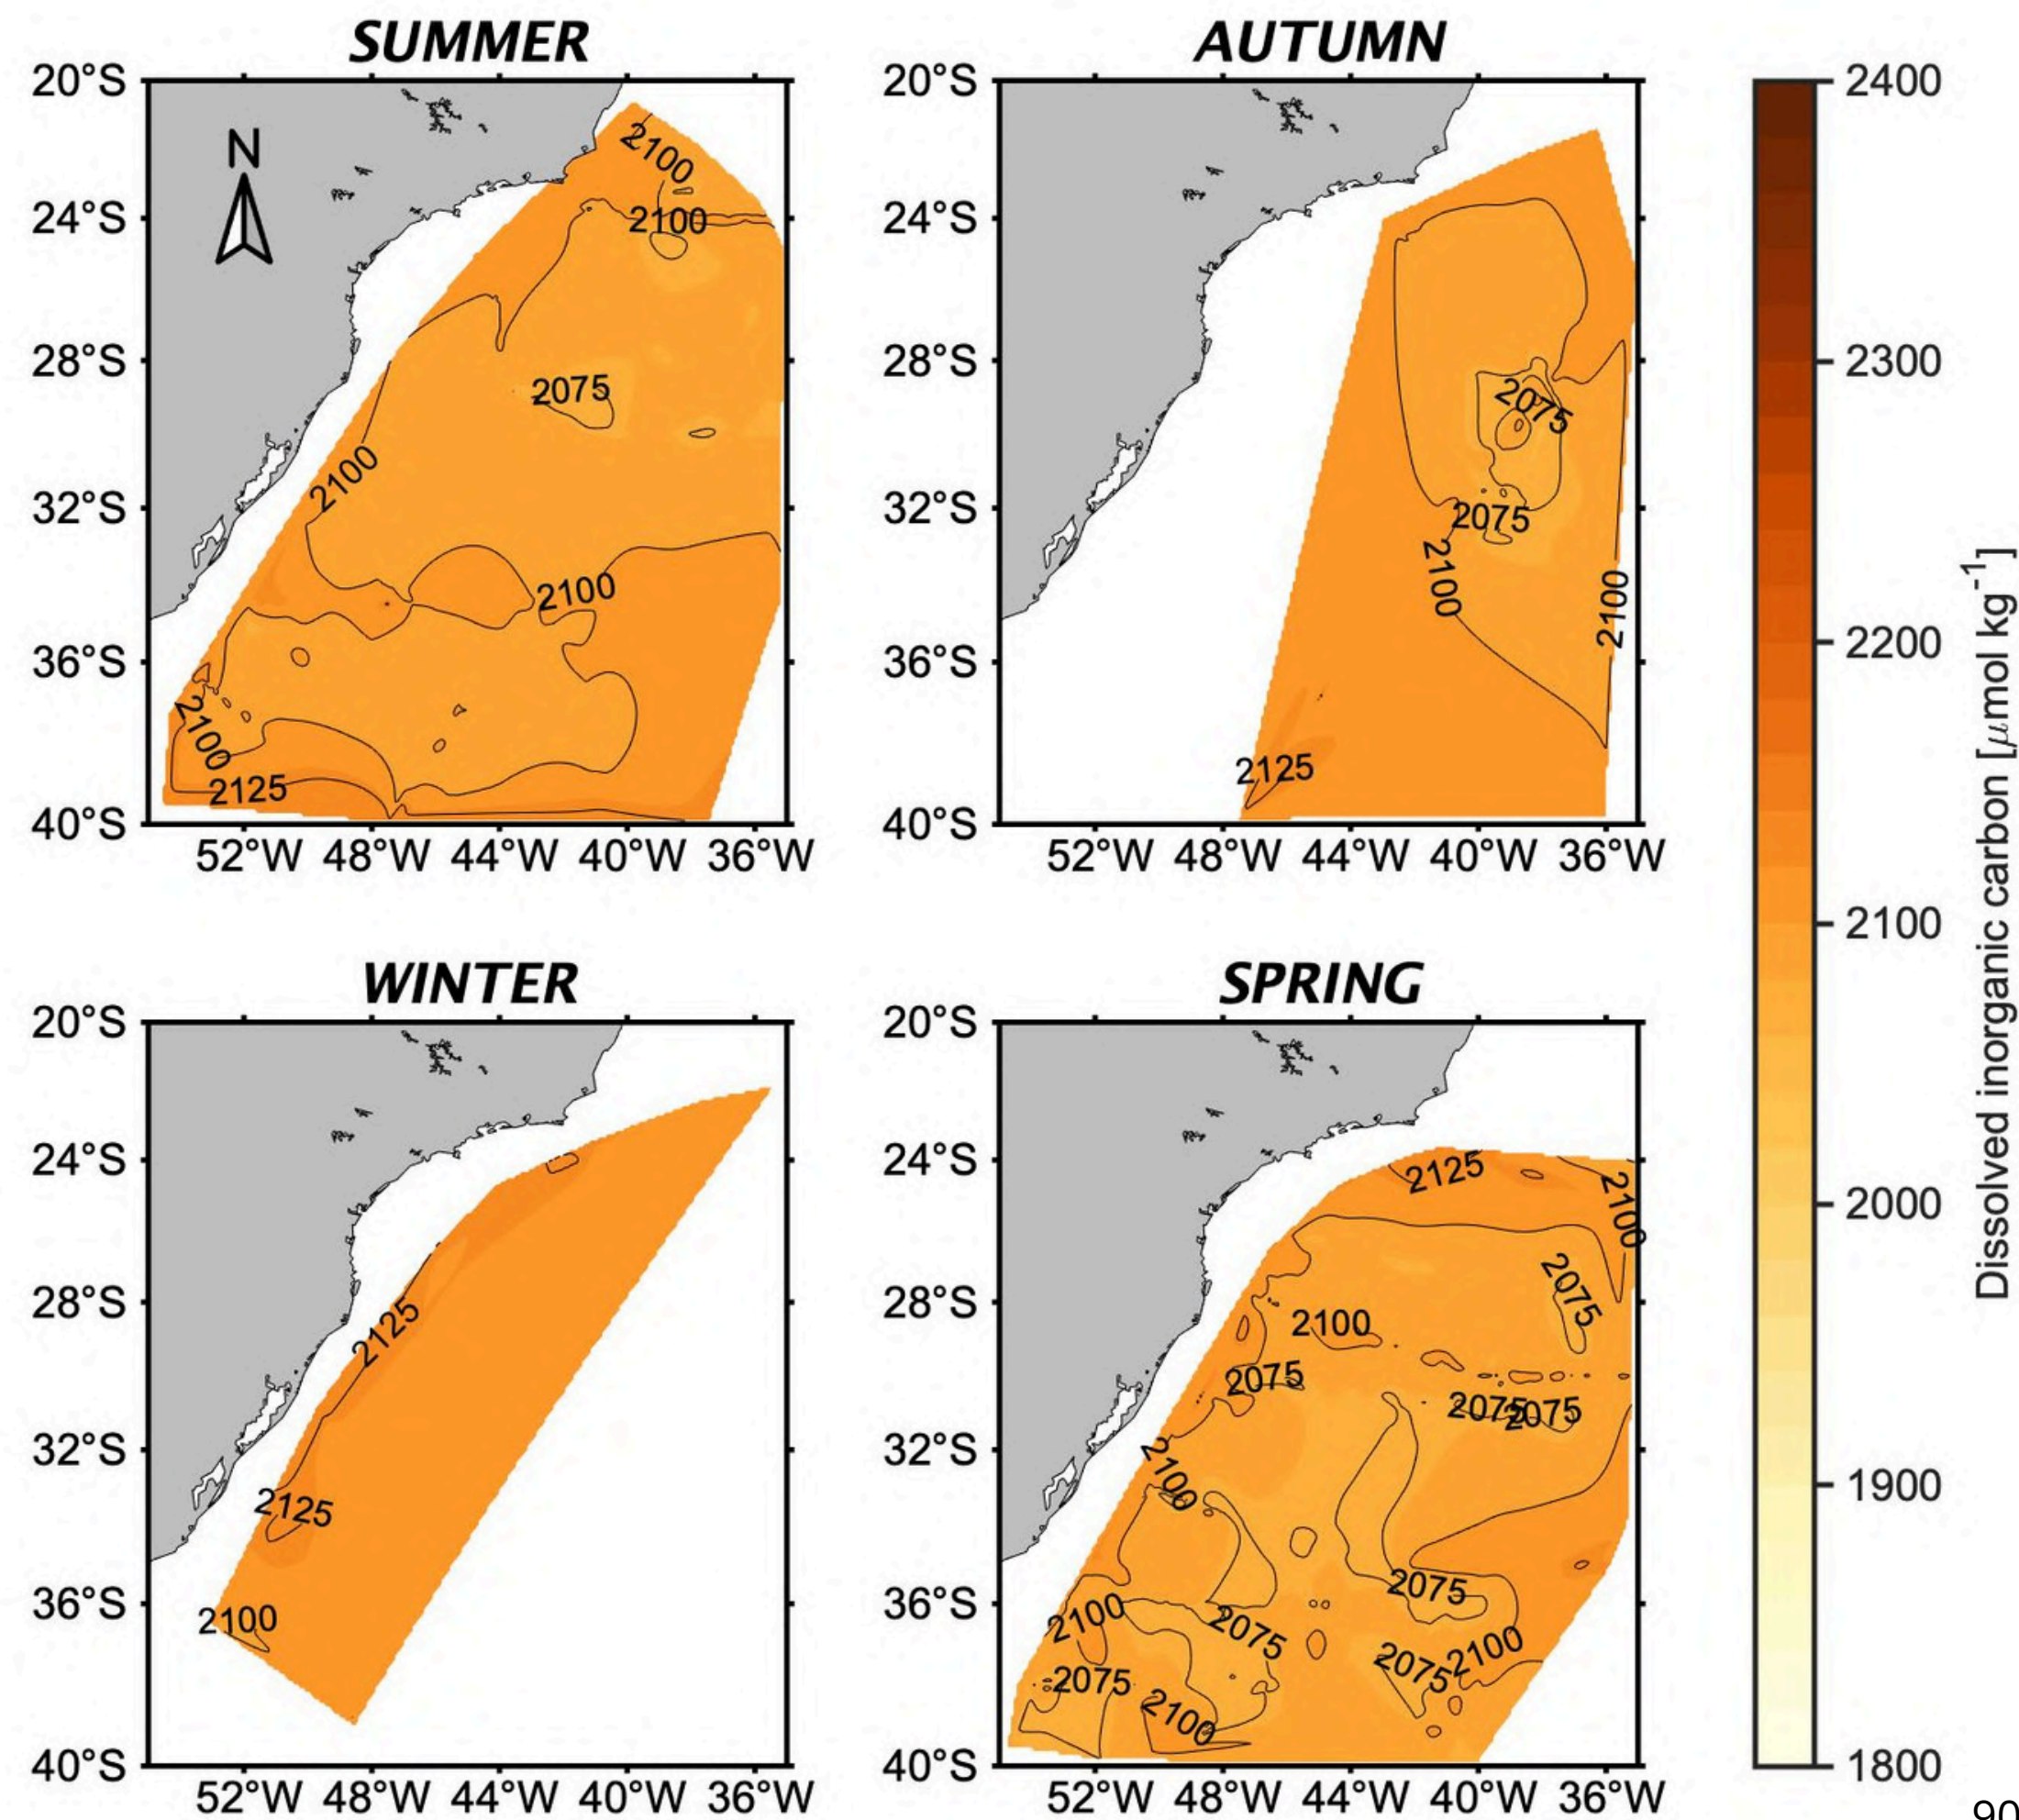 SUMMER
AUTUMN
20°S
24°S
28°S
32°S
36°S
40°S
N
2100
2100
2075
2100
2100
2100
2125
52°W 48°W 44°W 40°W 36°W
20°S
24°S
28°S
32°S
36°S
40°S
2075
2075
2100
2100
2125
52°W 48°W 44°W 40°W 36°W
WINTER
SPRING
20°S
24°S
28°S
32°S
36°S
40°S
2125
2125
2100
52°W 48°W 44°W 40°W 36°W
20°S
24°S
28°S
32°S
36°S
40°S
2125
2100
2075
2100
2075
2075 2075
2100
2075
2100
2075
2100
2075
2075
2100
52°W 48°W 44°W 40°W 36°W
2400
2300
2200
2100
2000
1900
1800
Dissolved inorganic carbon [μmol kg⁻¹]
90